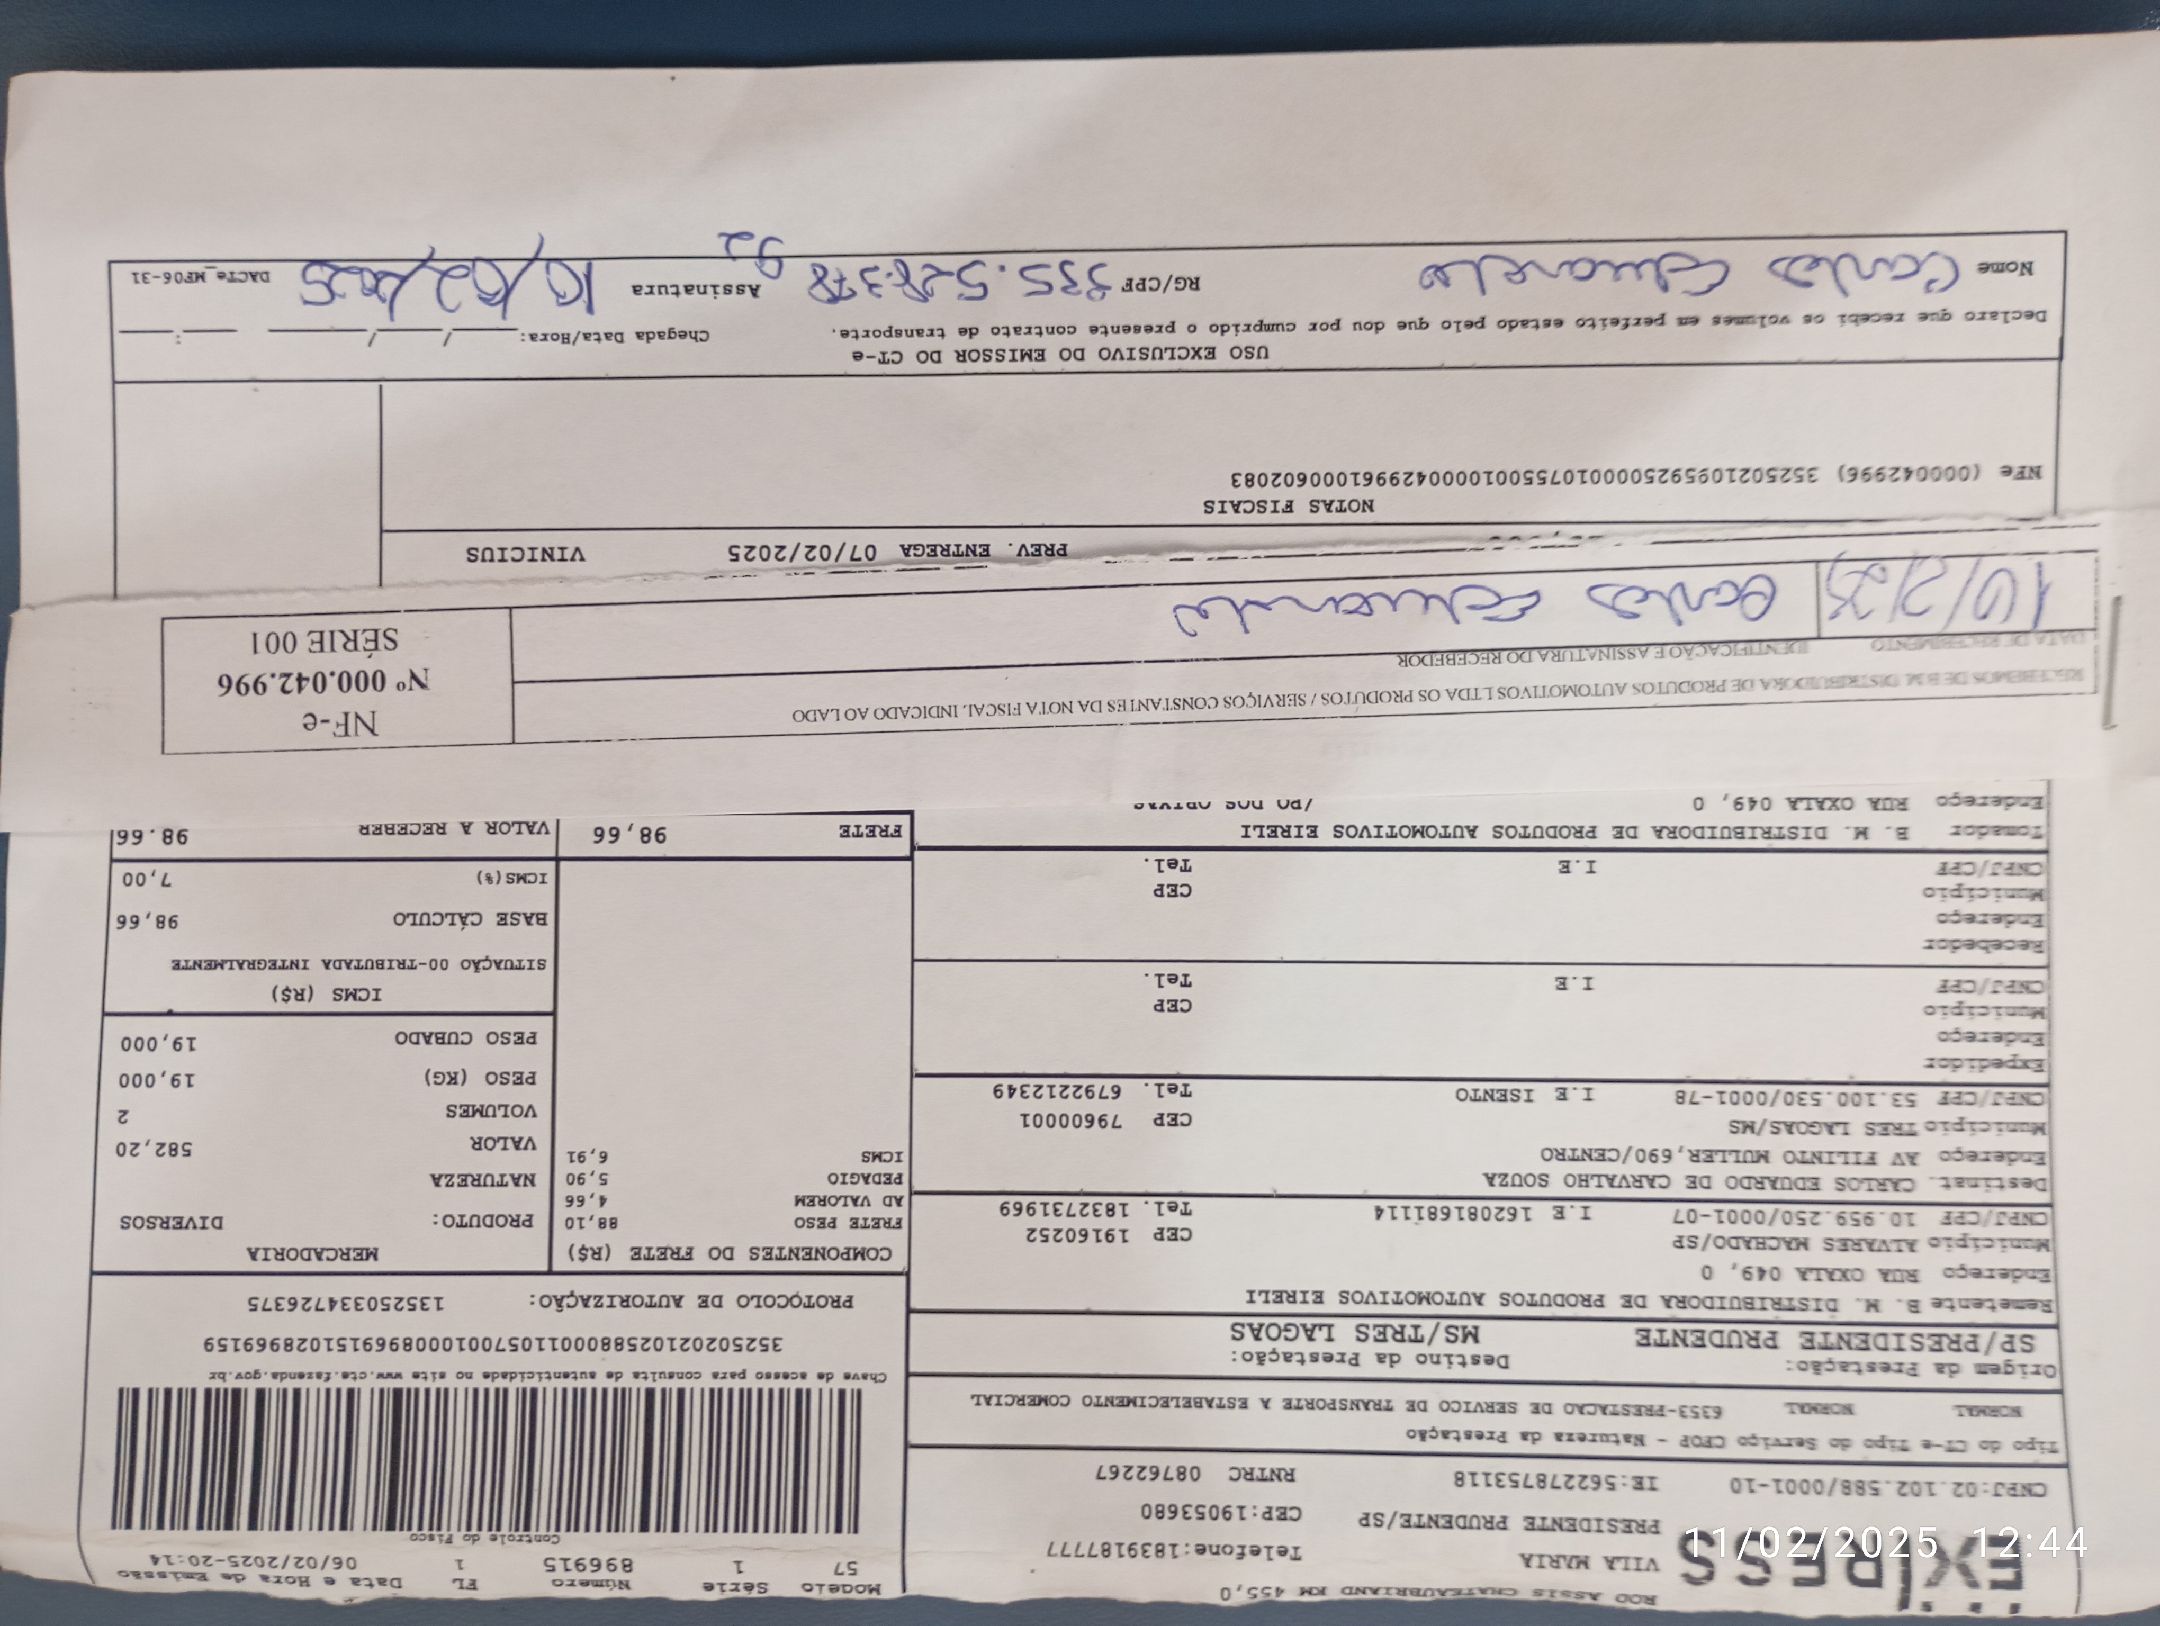 EXPRESS
ROD ASSIS CHATEAUBRIAND KM 455,0
VILA MARIA Telefone:1839187777
PRESIDENTE PRUDENTE/SP CEP:19053680
CNPJ:02.102.588/0001-10 IE:562278753118 RNTRC 08762267
Modelo Série Número FL Data e Hora de Emissão
57 1 896915 1 06/02/2025-20:14
Controle do Fisco
Chave de acesso para consulta de autenticidade no site www.cte.fazenda.gov.br
35250202102588000110570010008969151028969159
PROTOCOLO DE AUTORIZAÇÃO: 135250334726375
Tipo do CT-e Tipo do Serviço CFOP - Natureza da Prestação
NORMAL NORMAL 6353-PRESTACAO DE SERVICO DE TRANSPORTE A ESTABELECIMENTO COMERCIAL
Origem da Prestação: Destino da Prestação:
SP/PRESIDENTE PRUDENTE MS/TRES LAGOAS
Remetente B. M. DISTRIBUIDORA DE PRODUTOS AUTOMOTIVOS EIRELI
Endereço RUA OXALA 049, 0
Município ALVARES MACHADO/SP CEP 19160252
CNPJ/CPF 10.959.250/0001-07 I.E 162081681114 Tel. 1832731969
Destinat. CARLOS EDUARDO DE CARVALHO SOUZA
Endereço AV FILINTO MULLER,690/CENTRO
Município TRES LAGOAS/MS CEP 79600001
CNPJ/CPF 53.100.530/0001-78 I.E ISENTO Tel. 6792212349
Expedidor
Endereço
Município CEP
CNPJ/CPF I.E Tel.
Recebedor
Endereço
Município CEP
CNPJ/CPF I.E Tel.
Tomador B. M. DISTRIBUIDORA DE PRODUTOS AUTOMOTIVOS EIRELI
Endereço RUA OXALA 049, 0
COMPONENTES DO FRETE (R$)
FRETE PESO 88,10
AD VALOREM 4,66
PEDAGIO 5,90
ICMS 6,91
FRETE 98,66
MERCADORIA
PRODUTO: DIVERSOS
NATUREZA
VALOR 582,20
VOLUMES 2
PESO (KG) 19,000
PESO CUBADO 19,000
ICMS (R$)
SITUAÇÃO 00-TRIBUTADA INTEGRALMENTE
BASE CÁLCULO 98,66
ICMS(%) 7,00
VALOR A RECEBER 98.66
RECEBEMOS DE B.M. DISTRIBUIDORA DE PRODUTOS AUTOMOTIVOS LTDA OS PRODUTOS / SERVIÇOS CONSTANTES DA NOTA FISCAL INDICADO AO LADO
DATA DE RECEBIMENTO IDENTIFICAÇÃO E ASSINATURA DO RECEBEDOR
10/2/25 Carlos Eduardo
NF-e
Nº 000.042.996
SÉRIE 001
PREV. ENTREGA 07/02/2025 VINICIUS
NOTAS FISCAIS
NFe (000042996) 35250210959250000107550010000429961000602083
USO EXCLUSIVO DO EMISSOR DO CT-e
Declaro que recebi os volumes em perfeito estado pelo que dou por cumprido o presente contrato de transporte.
Chegada Data/Hora: / / :
Nome Carlos Eduardo RG/CPF 335.528.378 92 Assinatura 10/02/2025
DACTe_MF06-31
11/02/2025 12:44